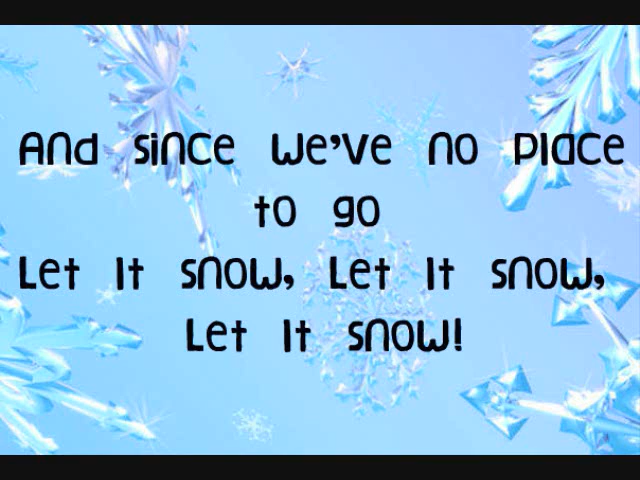 And since we've no place
to go
Let It snow, Let It snow,
Let It snow!